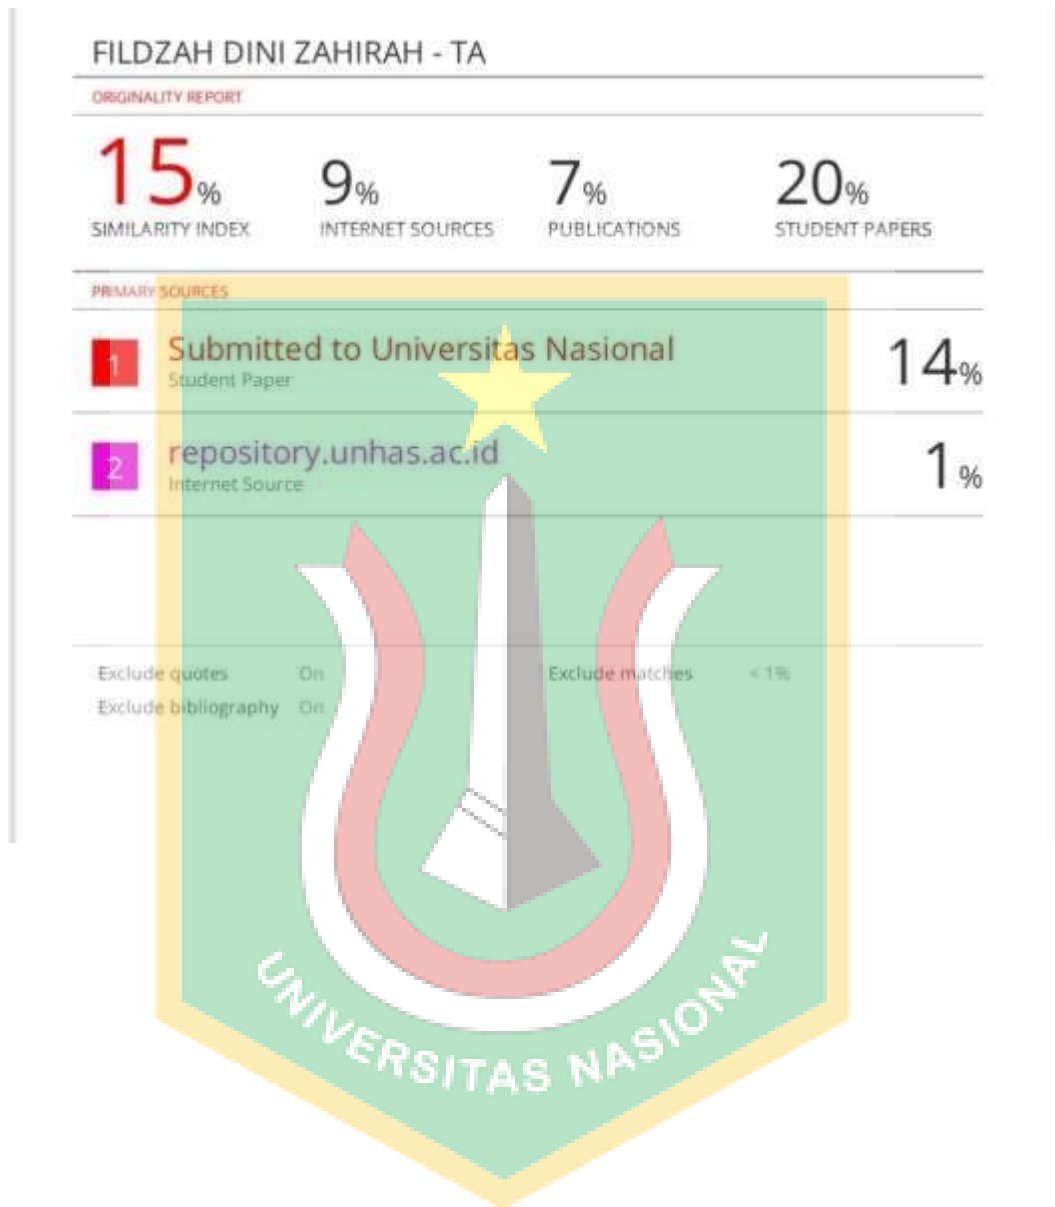 FILDZAH DINI ZAHIRAH - TA
ORIGINALITY REPORT
15% 9% 7% 20%
SIMILARITY INDEX INTERNET SOURCES PUBLICATIONS STUDENT PAPERS
PRIMARY SOURCES
1 Submitted to Universitas Nasional 14%
Student Paper
2 repository.unhas.ac.id 1%
Internet Source
Exclude quotes On Exclude matches < 1%
Exclude bibliography On
UNIVERSITAS NASIONAL